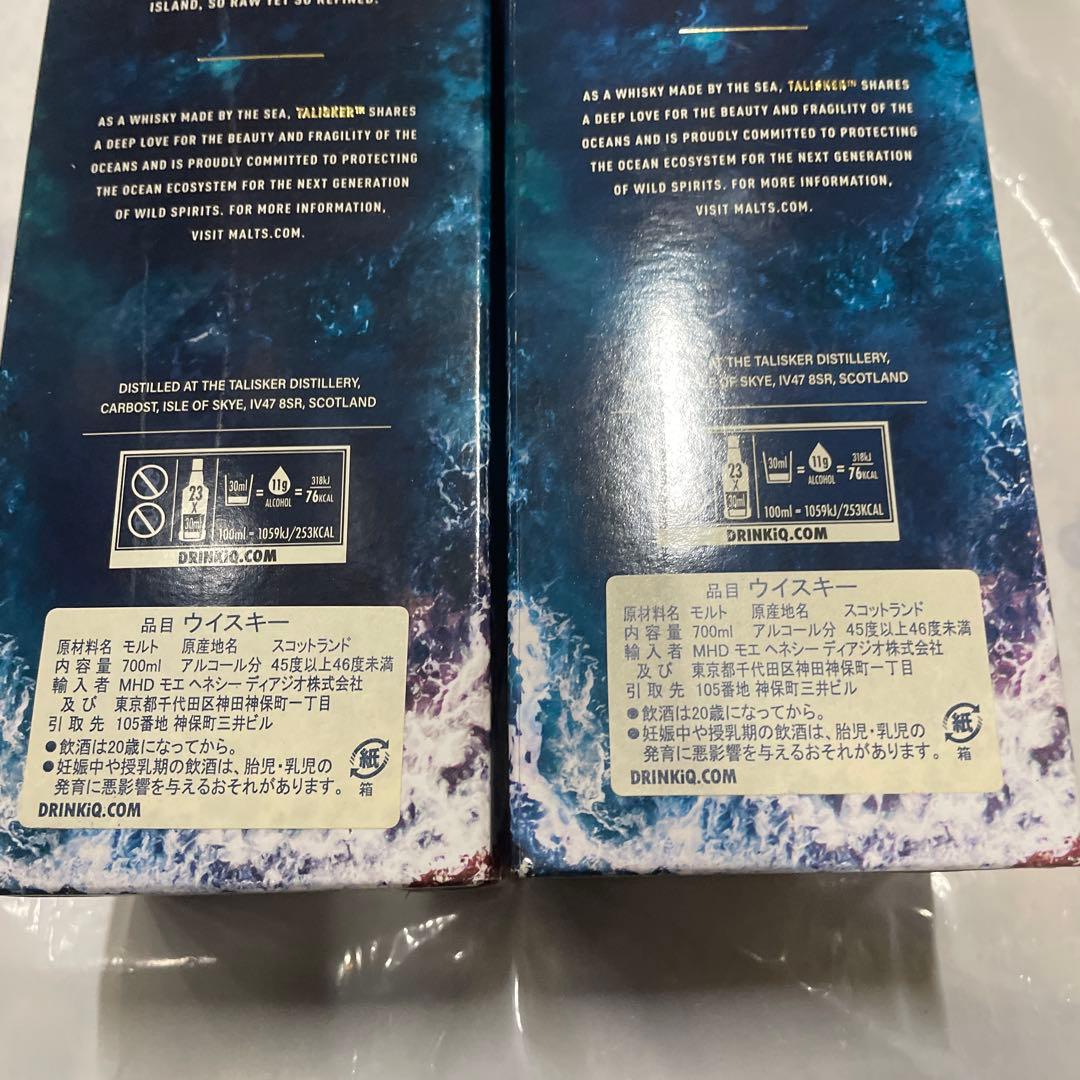 ISLAND, SO RAW YET SO REFINED.
AS A WHISKY MADE BY THE SEA, TALISKER™ SHARES
A DEEP LOVE FOR THE BEAUTY AND FRAGILITY OF THE
OCEANS AND IS PROUDLY COMMITTED TO PROTECTING
THE OCEAN ECOSYSTEM FOR THE NEXT GENERATION
OF WILD SPIRITS. FOR MORE INFORMATION,
VISIT MALTS.COM.
DISTILLED AT THE TALISKER DISTILLERY,
CARBOST, ISLE OF SKYE, IV47 8SR, SCOTLAND
23
X
30ml
30ml
=
11g
ALCOHOL
=
318kJ
76KCAL
100ml = 1059kJ/253KCAL
DRINKiQ.COM
品目 ウイスキー
原材料名 モルト 原産地名 スコットランド
内容量 700ml アルコール分 45度以上46度未満
輸入者 MHD モエ ヘネシー ディアジオ株式会社
及び 東京都千代田区神田神保町一丁目
引取先 105番地 神保町三井ビル
●飲酒は20歳になってから。
●妊娠中や授乳期の飲酒は、胎児・乳児の
発育に悪影響を与えるおそれがあります。
紙
箱
DRINKiQ.COM
AS A WHISKY MADE BY THE SEA, TALISKER™ SHARES
A DEEP LOVE FOR THE BEAUTY AND FRAGILITY OF THE
OCEANS AND IS PROUDLY COMMITTED TO PROTECTING
THE OCEAN ECOSYSTEM FOR THE NEXT GENERATION
OF WILD SPIRITS. FOR MORE INFORMATION,
VISIT MALTS.COM.
AT THE TALISKER DISTILLERY,
OF SKYE, IV47 8SR, SCOTLAND
23
X
30ml
30ml
=
11g
ALCOHOL
=
318kJ
76KCAL
100ml = 1059kJ/253KCAL
DRINKiQ.COM
品目 ウイスキー
原材料名 モルト 原産地名 スコットランド
内容量 700ml アルコール分 45度以上46度未満
輸入者 MHD モエ ヘネシー ディアジオ株式会社
及び 東京都千代田区神田神保町一丁目
引取先 105番地 神保町三井ビル
●飲酒は20歳になってから。
●妊娠中や授乳期の飲酒は、胎児・乳児の
発育に悪影響を与えるおそれがあります。
紙
箱
DRINKiQ.COM